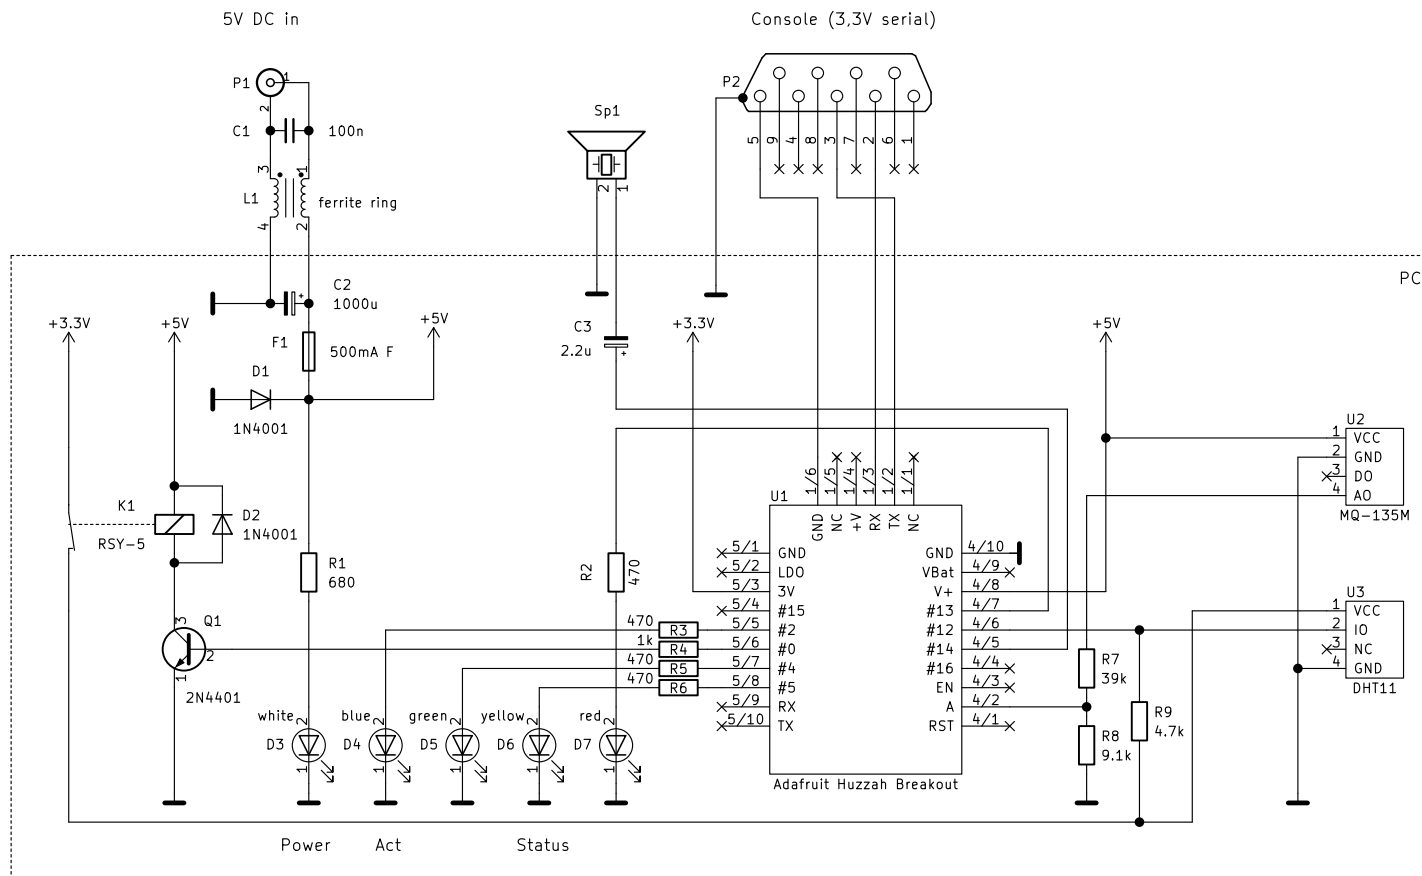 5V DC in
Console (3,3V serial)
P1
1
2
C1
100n
3
1
L1
ferrite ring
4
2
Sp1
2
1
P2
5
9
4
8
3
7
2
6
1
PC
C2
1000u
+
F1
500mA F
+3.3V
+5V
+5V
D1
1N4001
C3
2.2u
+
+3.3V
+5V
K1
RSY-5
D2
1N4001
R1
680
R2
470
Q1
3
2
1
2N4401
U1
1/6
1/5
1/4
1/3
1/2
1/1
GND
NC
+V
RX
TX
NC
5/1 GND
5/2 LDO
5/3 3V
5/4 #15
5/5 #2
5/6 #0
5/7 #4
5/8 #5
5/9 RX
5/10 TX
GND 4/10
VBat 4/9
V+ 4/8
#13 4/7
#12 4/6
#14 4/5
#16 4/4
EN 4/3
A 4/2
RST 4/1
Adafruit Huzzah Breakout
470 R3
1k R4
470 R5
470 R6
white 2
D3
1
blue 2
D4
1
green 2
D5
1
yellow 2
D6
1
red 2
D7
1
R7
39k
R8
9.1k
R9
4.7k
U2
1 VCC
2 GND
3 DO
4 AO
MQ-135M
U3
1 VCC
2 IO
3 NC
4 GND
DHT11
Power
Act
Status